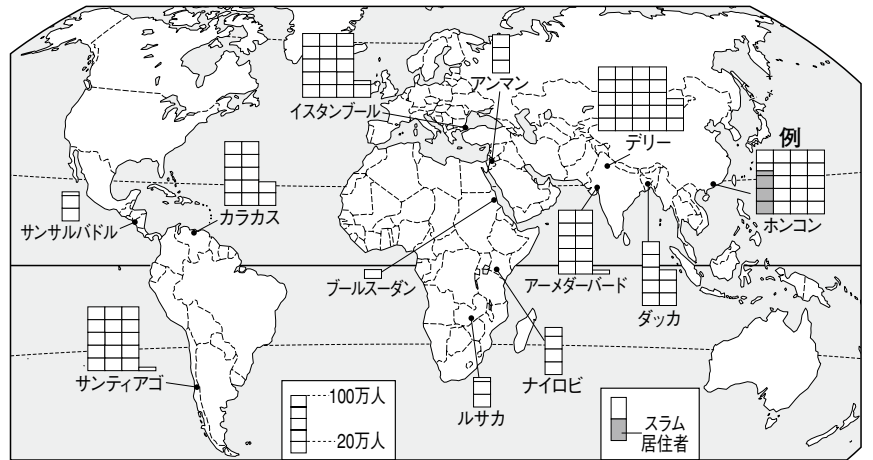 アンマン
イスタンブール
デリー
例
ホンコン
カラカス
サンサルバドル
ブールスーダン
アーメダーバード
ダッカ
サンティアゴ
ナイロビ
ルサカ
100万人
20万人
スラム
居住者